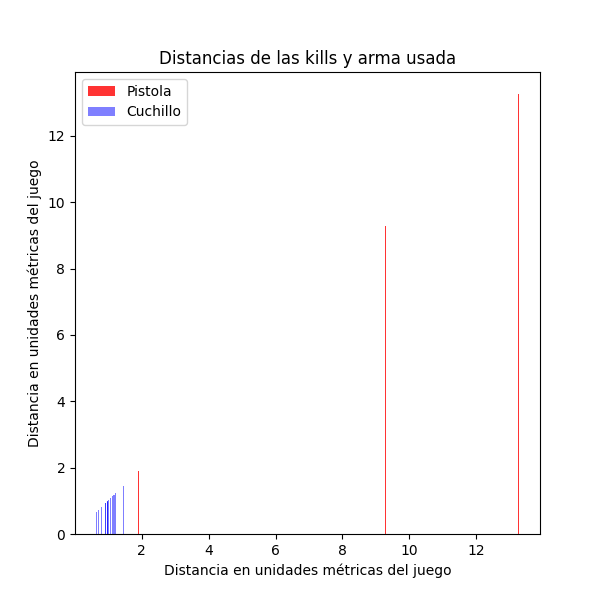 Distancias de las kills y arma usada
Pistola
Cuchillo
Distancia en unidades métricas del juego
12
10
8
6
4
2
0
2 4 6 8 10 12
Distancia en unidades métricas del juego